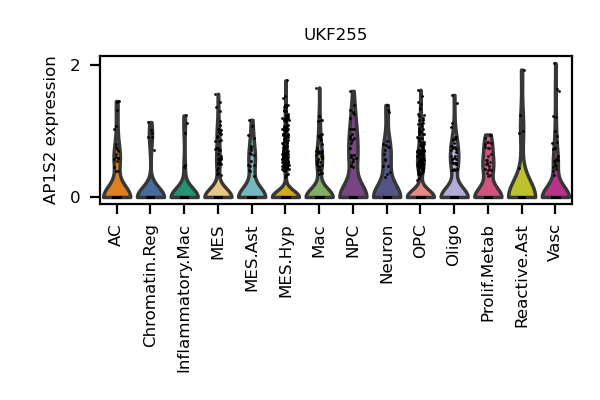 UKF255
AP1S2 expression
2
0
AC
Chromatin.Reg
Inflammatory.Mac
MES
MES.Ast
MES.Hyp
Mac
NPC
Neuron
OPC
Oligo
Prolif.Metab
Reactive.Ast
Vasc